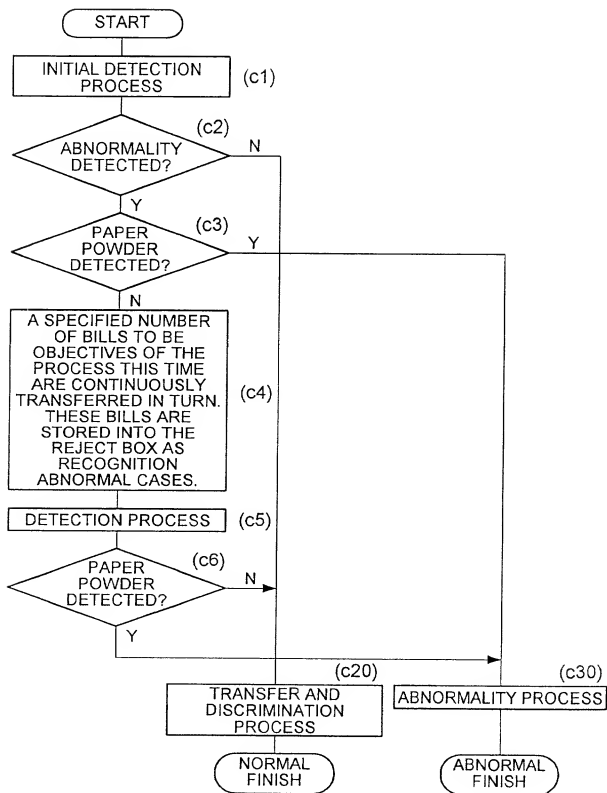 START
INITIAL DETECTION
PROCESS
(c1)
(c2)
ABNORMALITY
DETECTED?
N
Y
(c3)
PAPER
POWDER
DETECTED?
Y
N
A SPECIFIED NUMBER
OF BILLS TO BE
OBJECTIVES OF THE
PROCESS THIS TIME
ARE CONTINUOUSLY
TRANSFERRED IN TURN.
THESE BILLS ARE
STORED INTO THE
REJECT BOX AS
RECOGNITION
ABNORMAL CASES.
(c4)
DETECTION PROCESS
(c5)
(c6)
PAPER
POWDER
DETECTED?
N
Y
(c20)
TRANSFER AND
DISCRIMINATION
PROCESS
(c30)
ABNORMALITY PROCESS
NORMAL
FINISH
ABNORMAL
FINISH